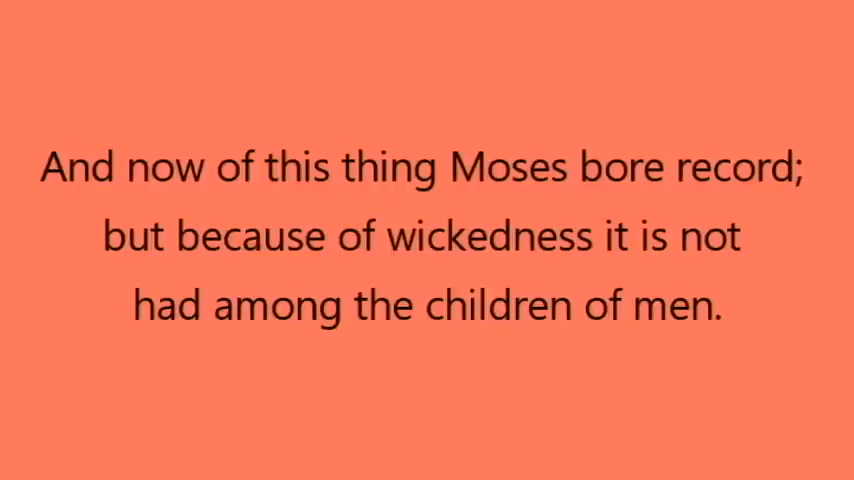 And now of this thing Moses bore record;
but because of wickedness it is not
had among the children of men.